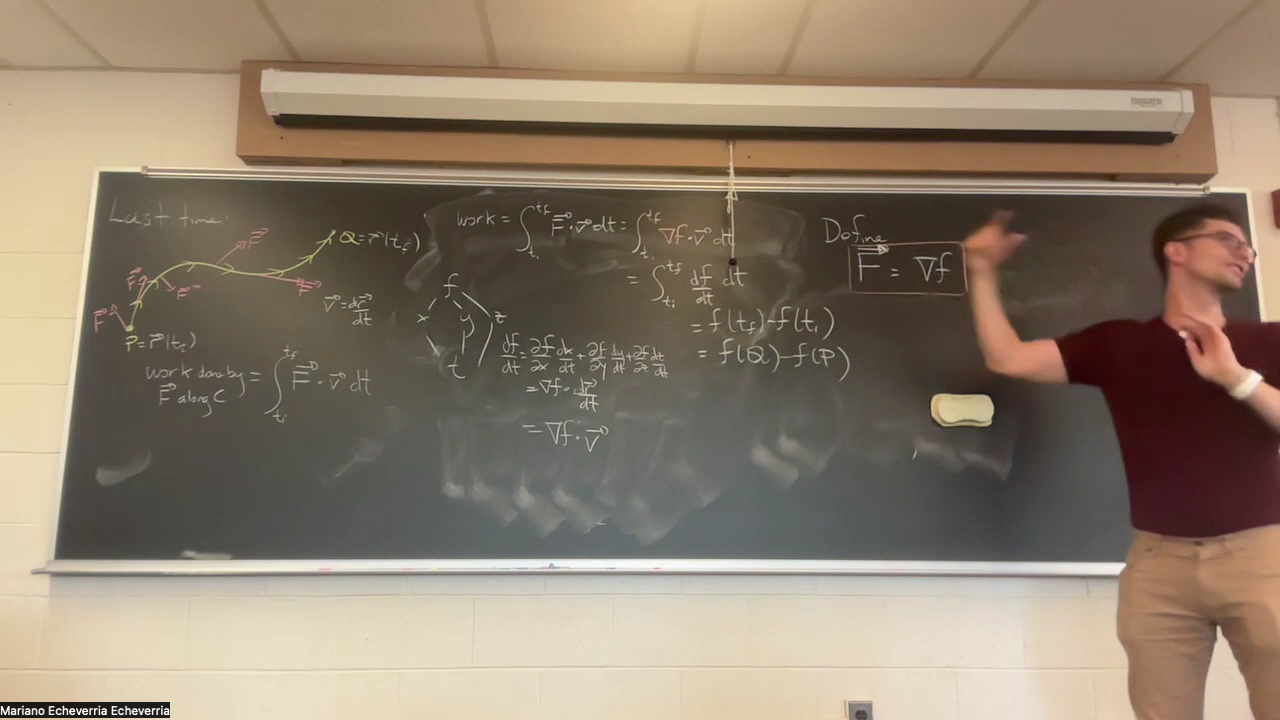 Last time:
F⃗
Q = r⃗(t_f)
F⃗
F⃗
F⃗
F⃗
v⃗ = dr⃗/dt
P = r⃗(t_i)
work done by F⃗ along C = ∫_{t_i}^{t_f} F⃗ · v⃗ dt
f
x y z
t
work = ∫_{t_i}^{t_f} F⃗ · v⃗ dt = ∫_{t_i}^{t_f} ∇f · v⃗ dt
= ∫_{t_i}^{t_f} df/dt dt
= f(t_f) - f(t_i)
= f(Q) - f(P)
df/dt = ∂f/∂x dx/dt + ∂f/∂y dy/dt + ∂f/∂z dz/dt
= ∇f · dr⃗/dt
= ∇f · v⃗
Define
F⃗ = ∇f
Mariano Echeverria Echeverria